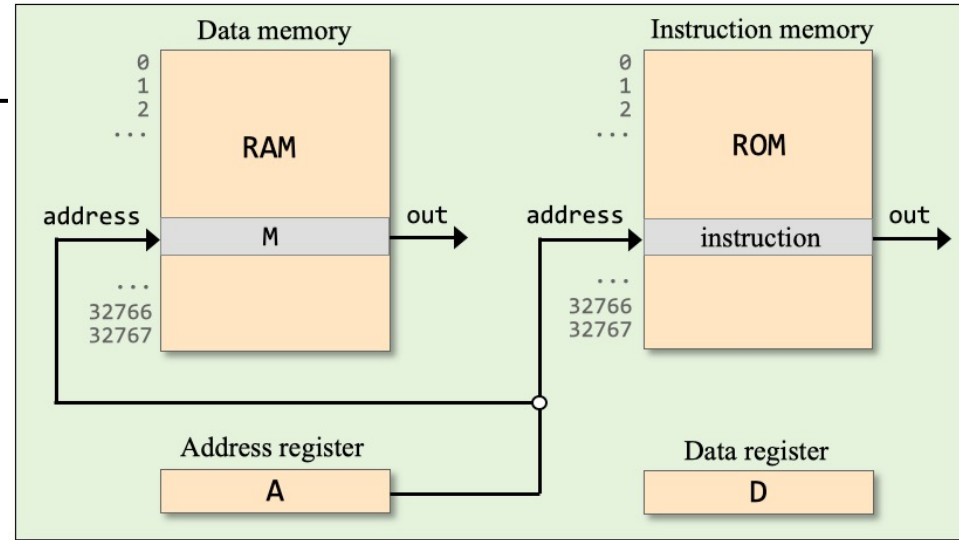 Data memory
0
1
2
...
RAM
address
M
out
...
32766
32767
Instruction memory
0
1
2
...
ROM
address
instruction
out
...
32766
32767
Address register
A
Data register
D